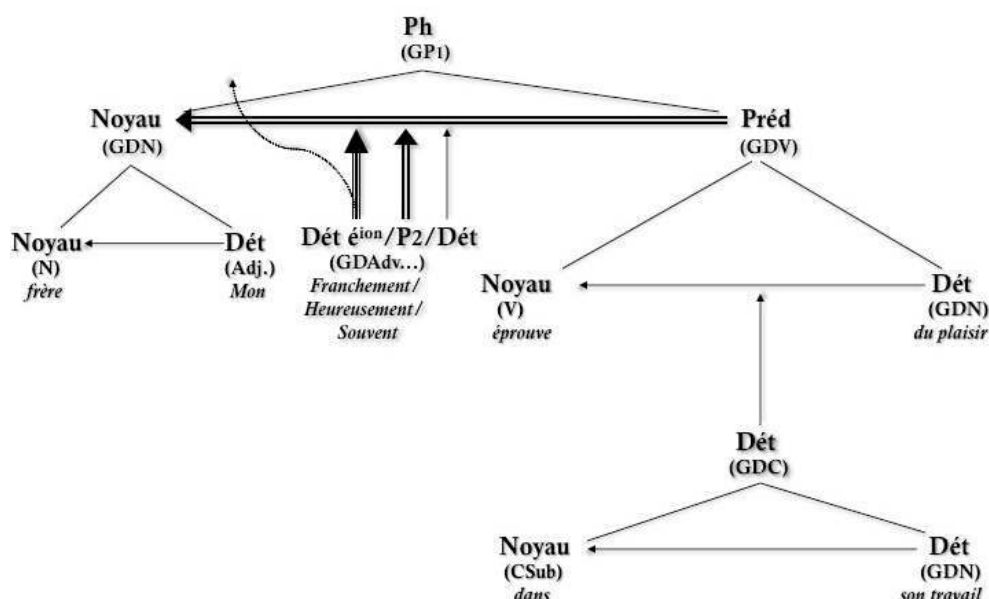 Ph
(GP1)
Noyau
(GDN)
Préd
(GDV)
Noyau
(N)
frère
Dét
(Adj.)
Mon
Dét éion/P2/Dét
(GDAdv...)
Franchement/
Heureusement/
Souvent
Noyau
(V)
éprouve
Dét
(GDN)
du plaisir
Dét
(GDC)
Noyau
(CSub)
dans
Dét
(GDN)
son travail